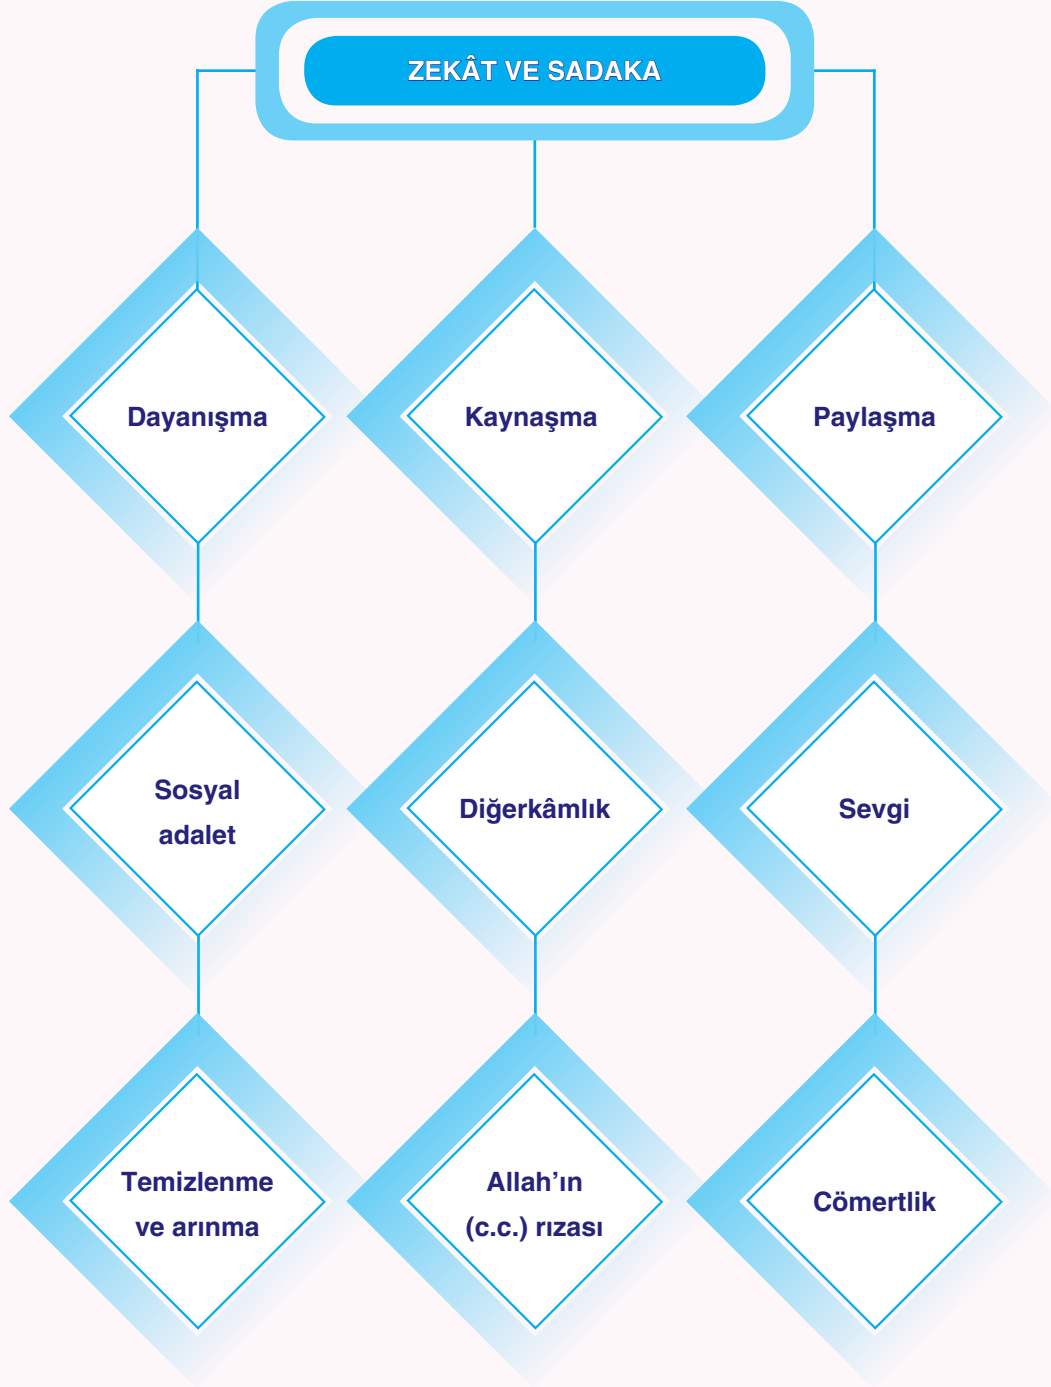 ZEKÂT VE SADAKA
Dayanışma
Kaynaşma
Paylaşma
Sosyal
adalet
Diğerkâmlık
Sevgi
Temizlenme
ve arınma
Allah’ın
(c.c.) rızası
Cömertlik